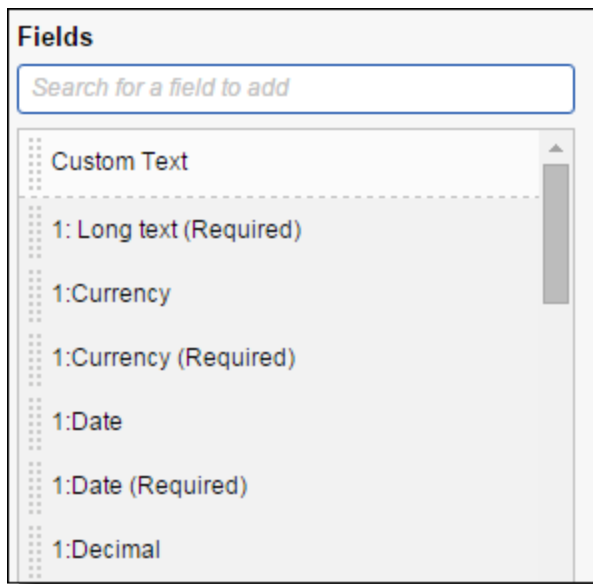 Fields
Search for a field to add
Custom Text
1: Long text (Required)
1:Currency
1:Currency (Required)
1:Date
1:Date (Required)
1:Decimal